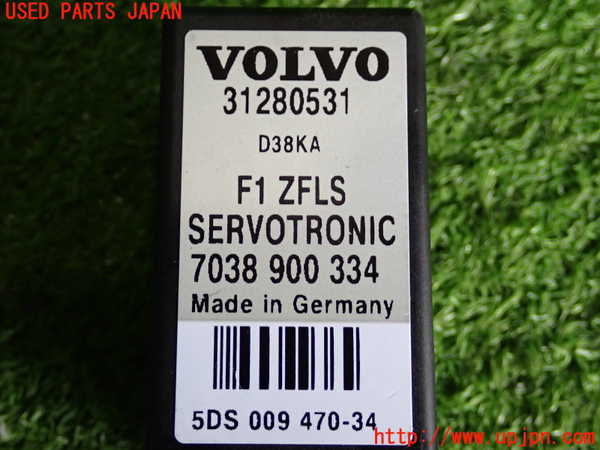 USED PARTS JAPAN
VOLVO
31280531
D38KA
F1 ZFLS
SERVOTRONIC
7038 900 334
Made in Germany
5DS 009 470-34
http://www.upjpn.com/